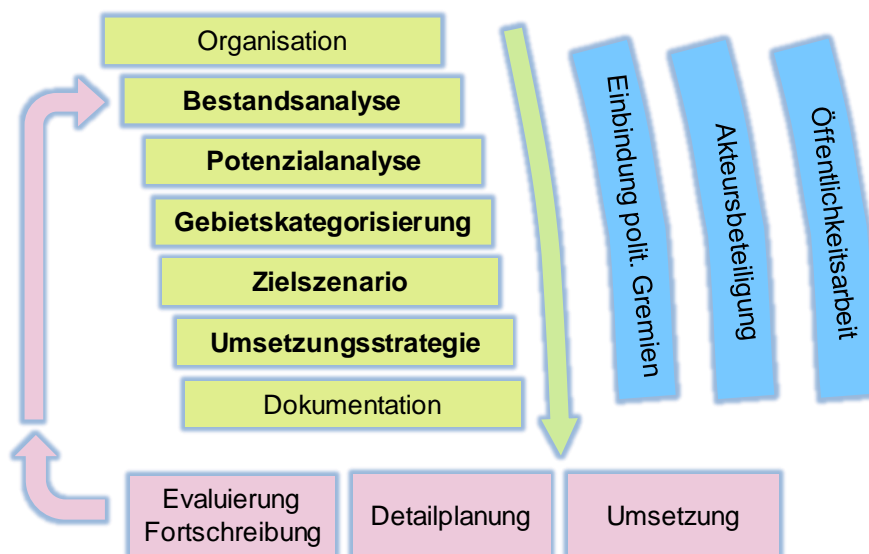 Organisation
Bestandsanalyse
Potenzialanalyse
Gebietskategorisierung
Zielszenario
Umsetzungsstrategie
Dokumentation
Einbindung polit. Gremien
Akteursbeteiligung
Öffentlichkeitsarbeit
Evaluierung
Fortschreibung
Detailplanung
Umsetzung